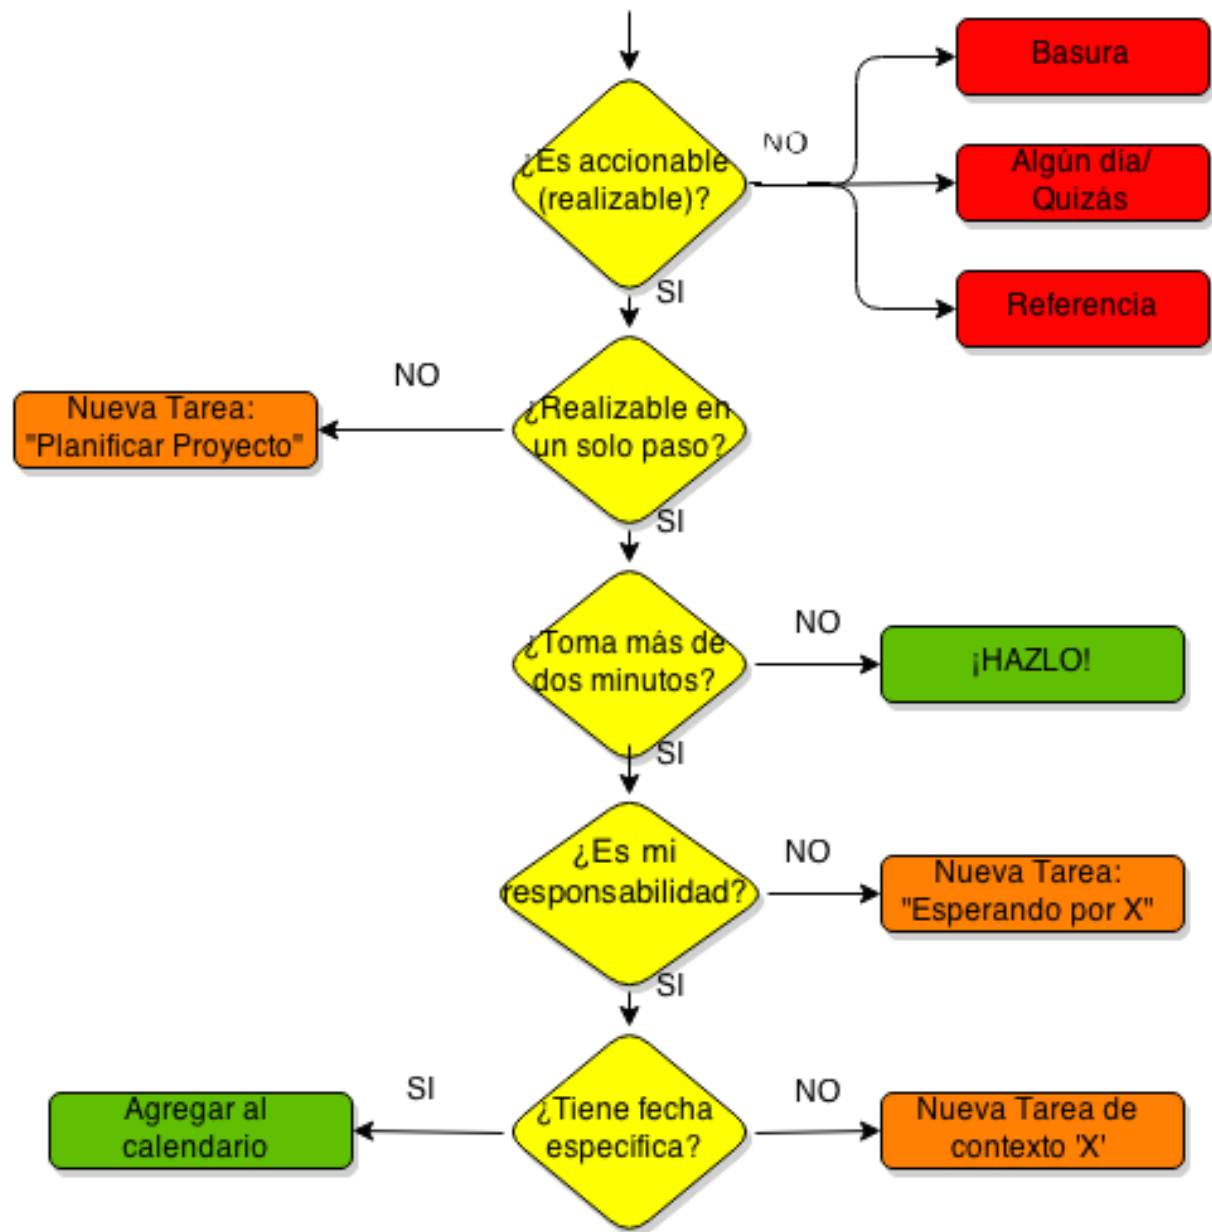 Basura
NO
¿Es accionable
(realizable)?
Algún día/
Quizás
SI
Referencia
NO
Nueva Tarea:
"Planificar Proyecto"
¿Realizable en
un solo paso?
SI
NO
¿Toma más de
dos minutos?
¡HAZLO!
SI
¿Es mi
responsabilidad?
NO
Nueva Tarea:
"Esperando por X"
SI
SI
Agregar al
calendario
¿Tiene fecha
específica?
NO
Nueva Tarea de
contexto 'X'